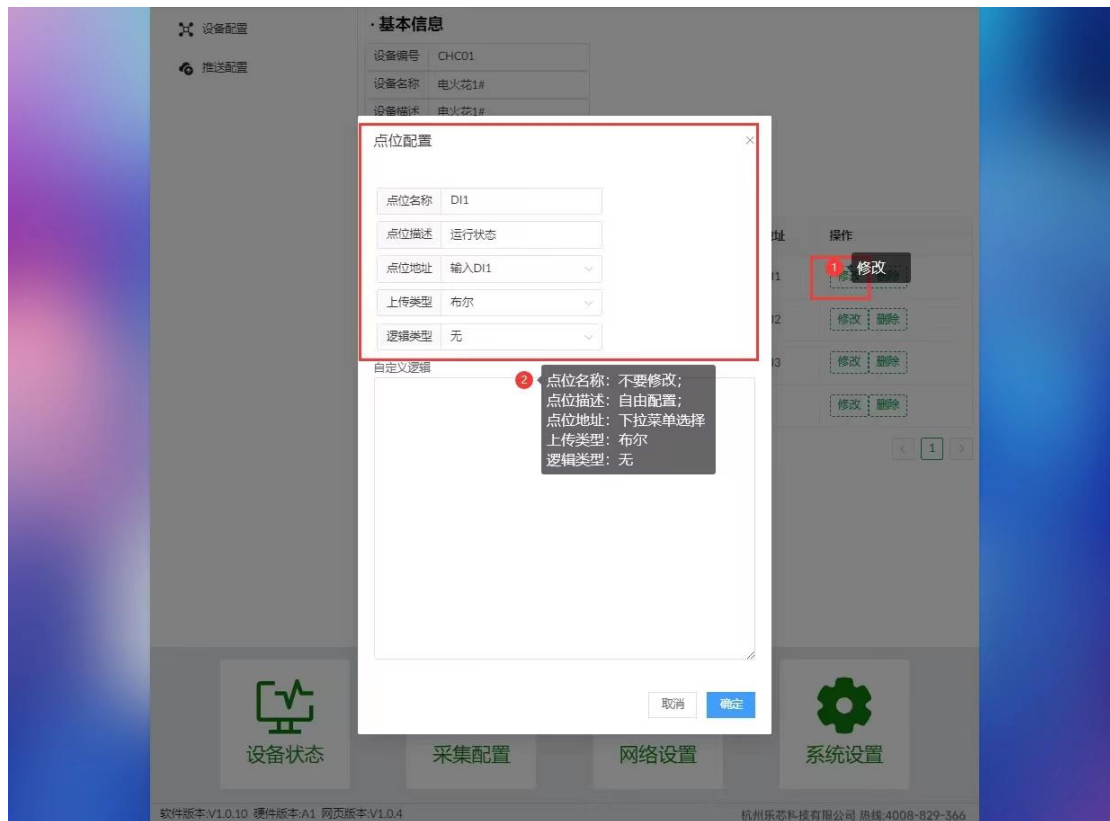 设备配置
推送配置
·基本信息
设备编号 CHC01
设备名称 电火花1#
设备描述 电火花1#
点位配置
点位名称 DI1
点位描述 运行状态
点位地址 输入DI1
上传类型 布尔
逻辑类型 无
自定义逻辑
操作
1 修改
修改 删除
修改 删除
修改 删除
2 点位名称：不要修改；
点位描述：自由配置；
点位地址：下拉菜单选择
上传类型：布尔
逻辑类型：无
1
取消 确定
设备状态
采集配置
网络设置
系统设置
软件版本:V1.0.10 硬件版本:A1 网页版本:V1.0.4
杭州乐芯科技有限公司 热线:4008-829-366